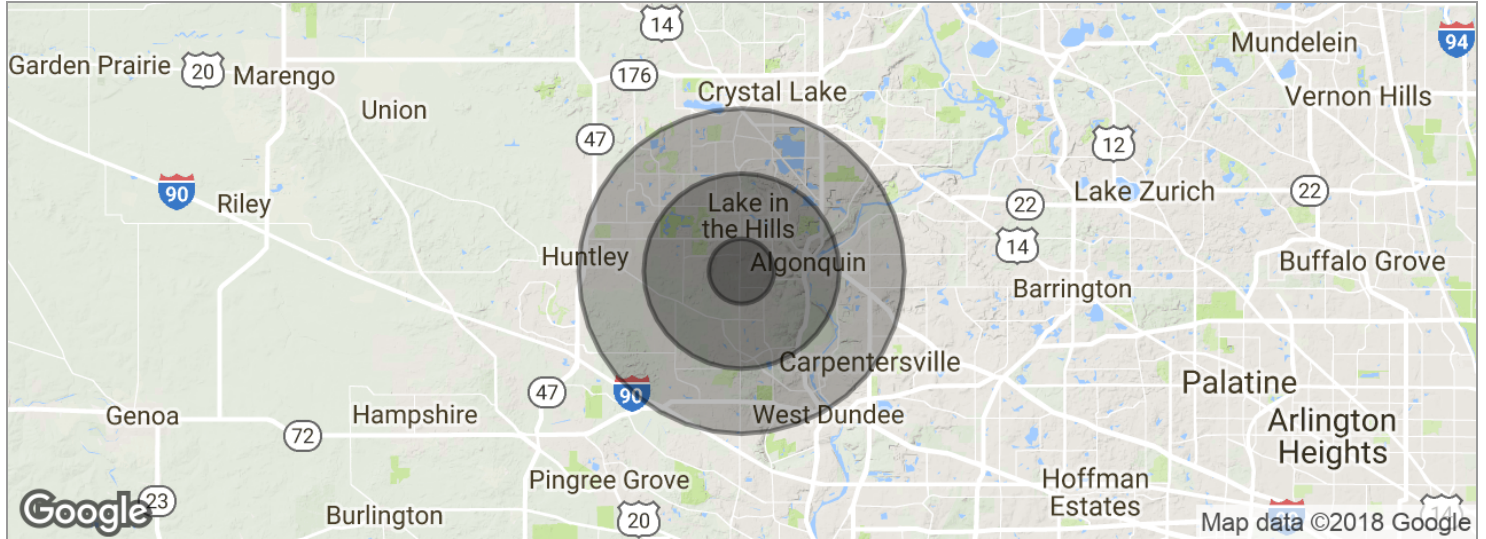 14
Mundelein
94
Garden Prairie
20
Marengo
176
Crystal Lake
Vernon Hills
Union
47
12
90
Riley
Lake in
the Hills
22
Lake Zurich
22
14
Huntley
Algonquin
Buffalo Grove
Barrington
Carpentersville
Palatine
47
90
Genoa
Hampshire
West Dundee
Arlington
Heights
72
Pingree Grove
Hoffman
Estates
Google
23
Burlington
20
14
Map data ©2018 Google